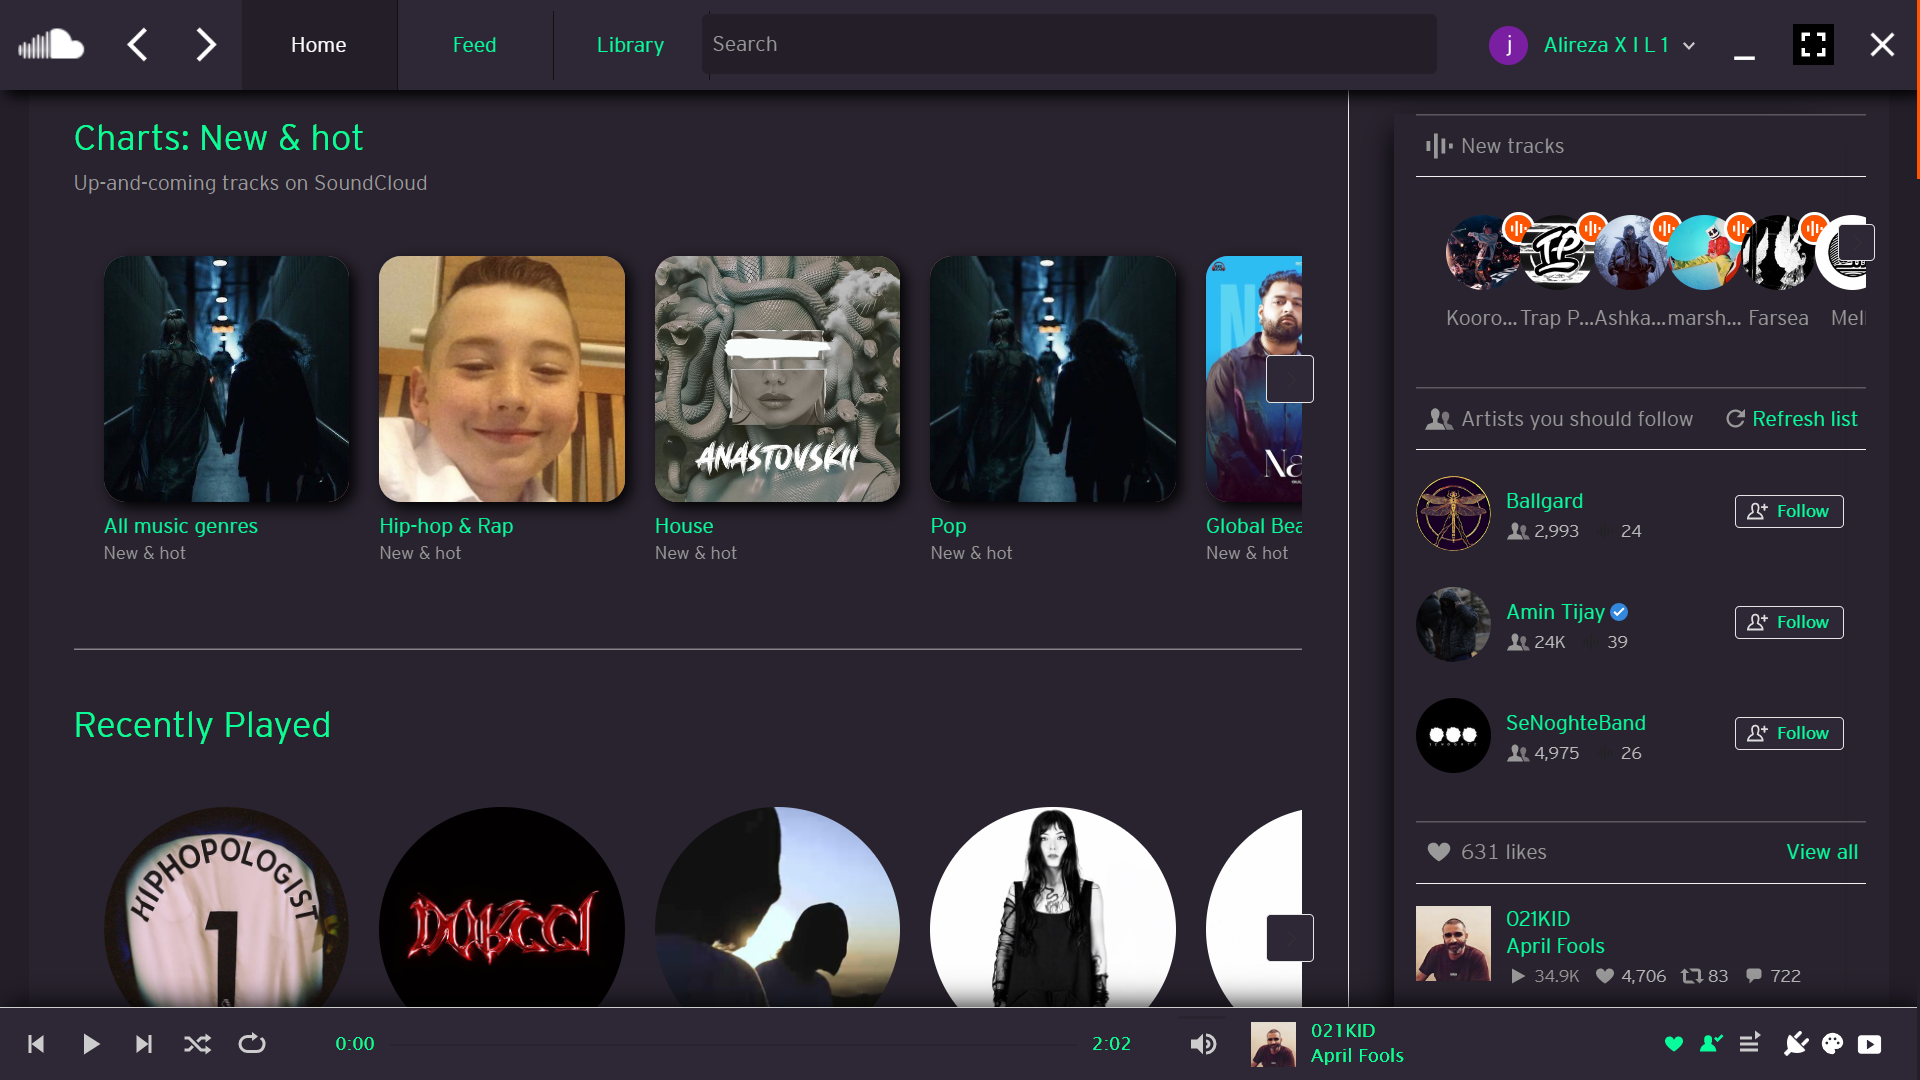 Home
Feed
Library
Search
j
Alireza X I L 1
Charts: New & hot
Up-and-coming tracks on SoundCloud
ANASTOVSKII
All music genres
New & hot
Hip-hop & Rap
New & hot
House
New & hot
Pop
New & hot
Global Bea
New & hot
Recently Played
HIPHOPOLOGIST
1
New tracks
TP
Kooro...
Trap P...
Ashka...
marsh...
Farsea
Mell
Artists you should follow
Refresh list
Ballgard
2,993
24
Follow
Amin Tijay
24K
39
Follow
SeNoghteBand
4,975
26
Follow
631 likes
View all
021KID
April Fools
34.9K
4,706
83
722
0:00
2:02
021KID
April Fools